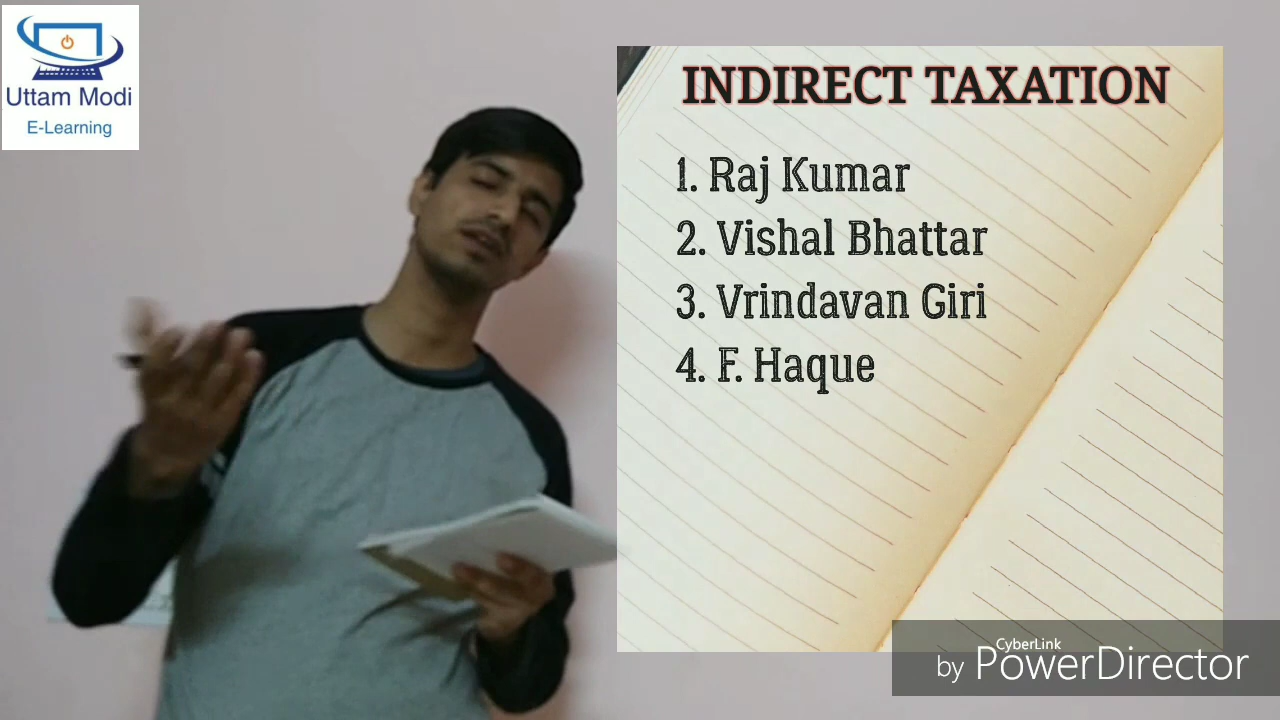 Uttam Modi
E-Learning
INDIRECT TAXATION
1. Raj Kumar
2. Vishal Bhattar
3. Vrindavan Giri
4. F. Haque
CyberLink
by PowerDirector